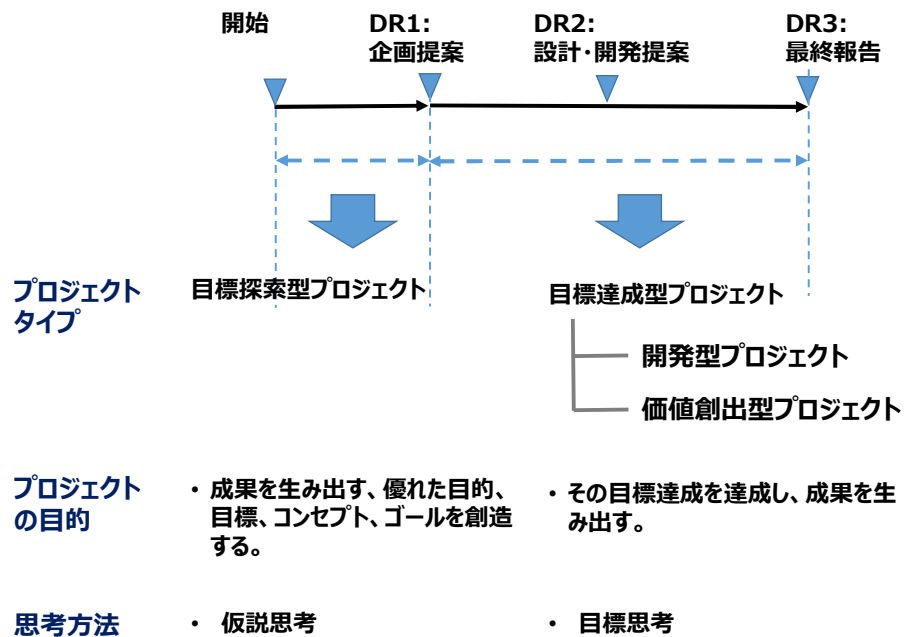 開始
DR1:
企画提案
DR2:
設計・開発提案
DR3:
最終報告
プロジェクト
タイプ
目標探索型プロジェクト
目標達成型プロジェクト
開発型プロジェクト
価値創出型プロジェクト
プロジェクト
の目的
・ 成果を生み出す、優れた目的、
目標、コンセプト、ゴールを創造
する。
・ その目標達成を達成し、成果を生
み出す。
思考方法
・ 仮説思考
・ 目標思考